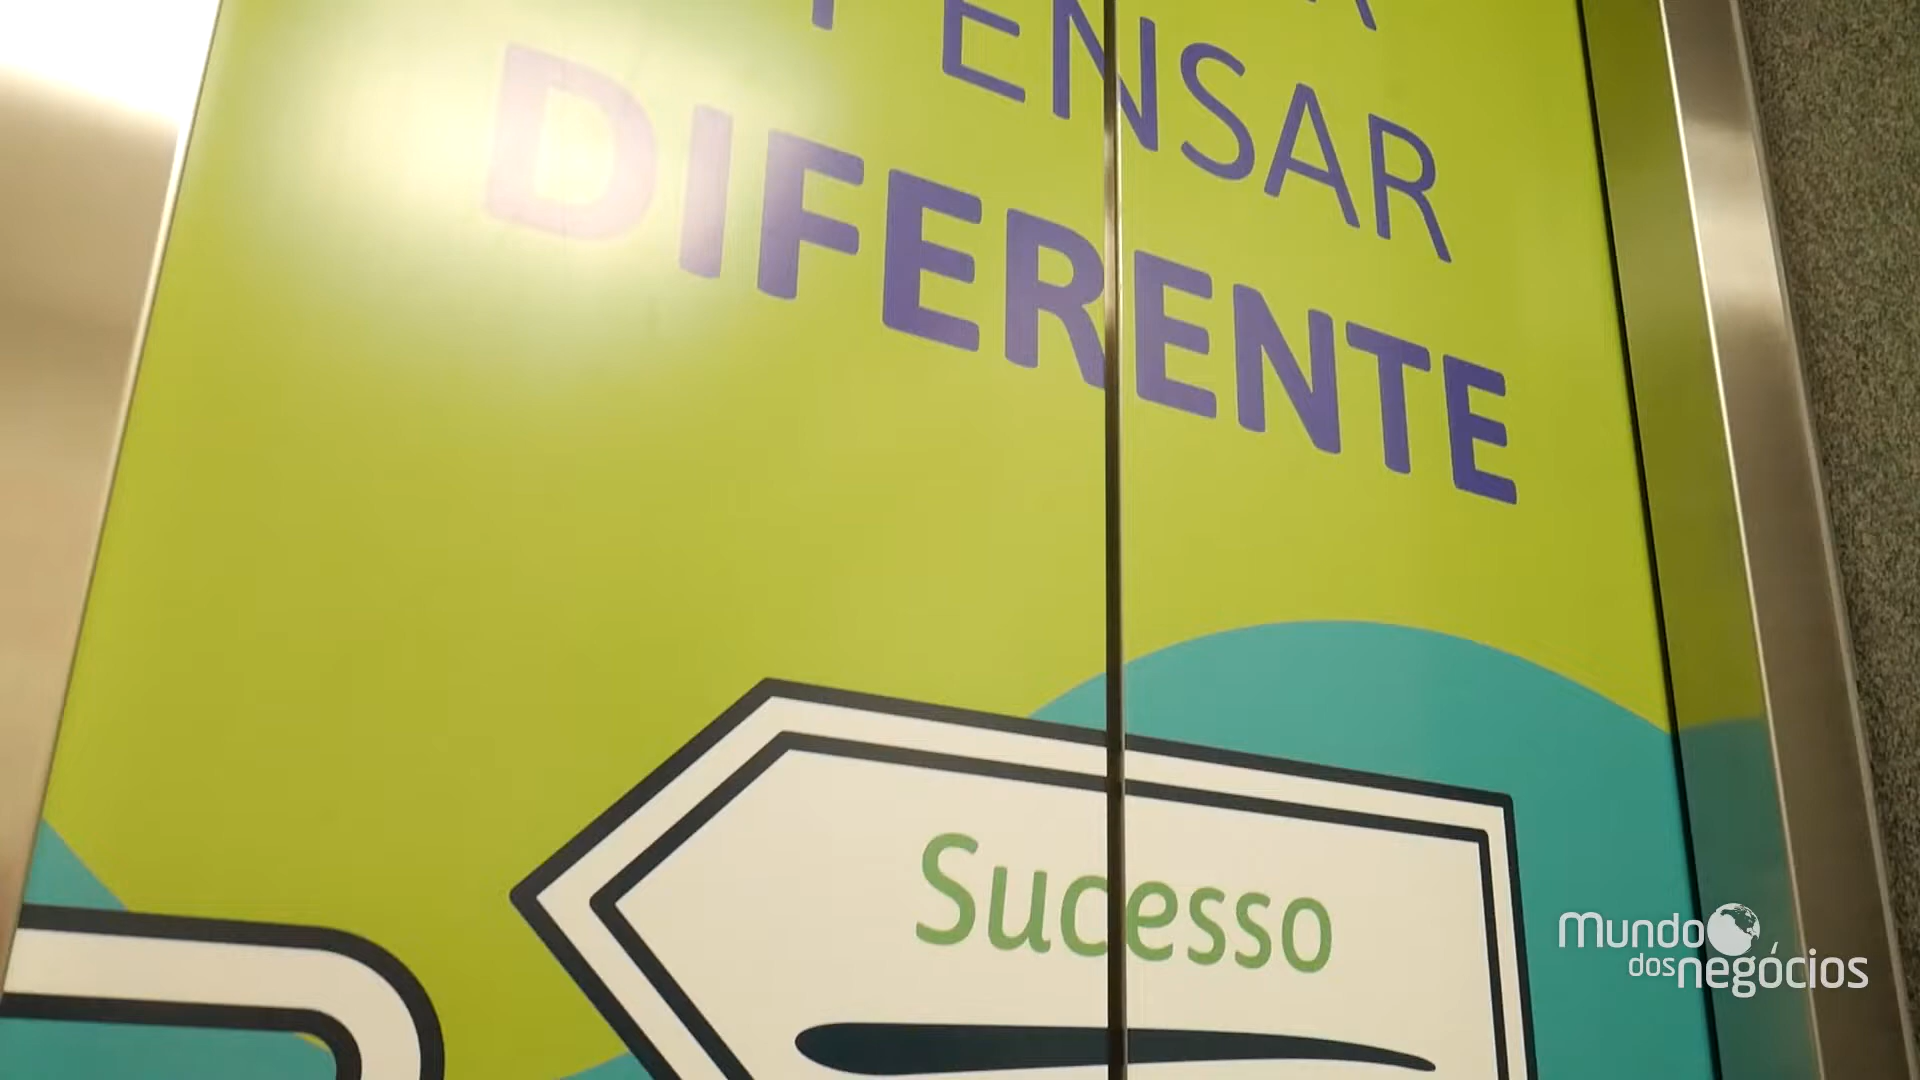 PENSAR
DIFERENTE
Sucesso
Mundo
dos negócios